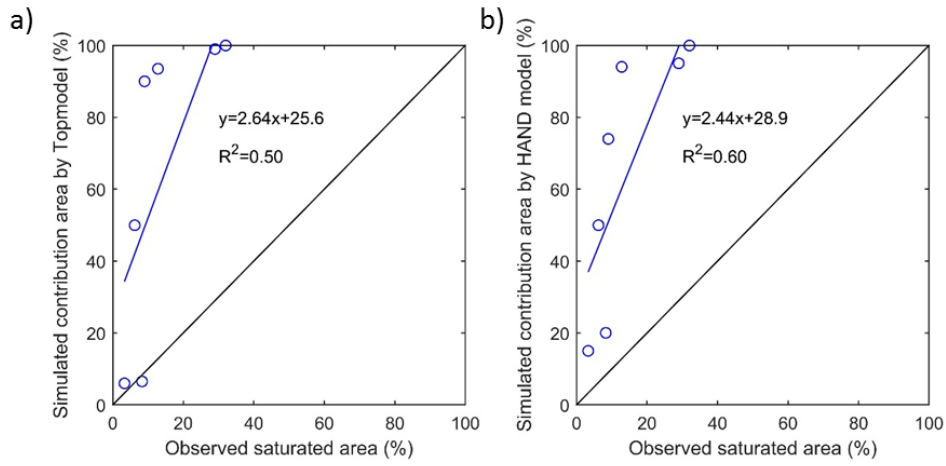 a)
Simulated contribution area by Topmodel (%)
100
80
60
40
20
0
y=2.64x+25.6
R²=0.50
0 20 40 60 80 100
Observed saturated area (%)
b)
Simulated contribution area by HAND model (%)
100
80
60
40
20
0
y=2.44x+28.9
R²=0.60
0 20 40 60 80 100
Observed saturated area (%)